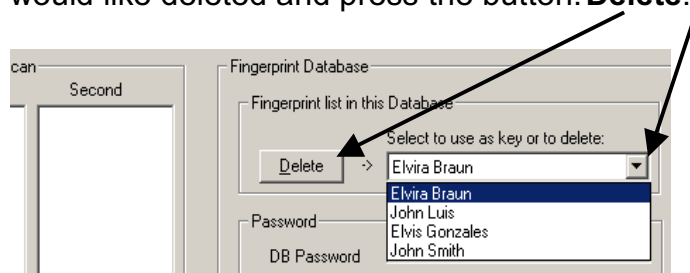 would like deleted and press the button. Delete.
can
Second
Fingerprint Database
Fingerprint list in this Database
Select to use as key or to delete:
Delete -> Elvira Braun
Elvira Braun
John Luis
Elvis Gonzales
John Smith
Password
DB Password